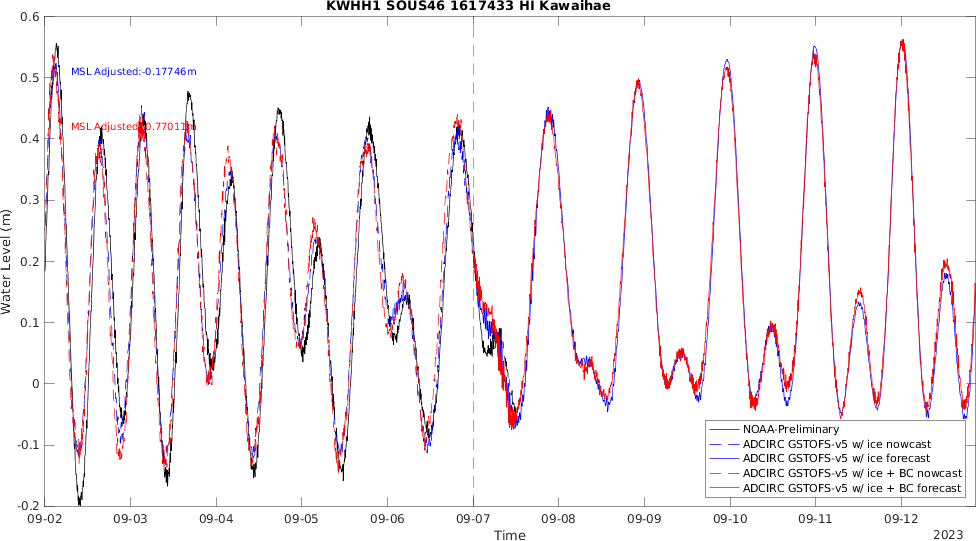 KWHH1 SOUS46 1617433 HI Kawaihae
0.6
0.5
0.4
0.3
0.2
0.1
0
-0.1
-0.2
Water Level (m)
MSL Adjusted:-0.17746m
MSL Adjusted:-0.77011m
NOAA-Preliminary
ADCIRC GSTOFS-v5 w/ ice nowcast
ADCIRC GSTOFS-v5 w/ ice forecast
ADCIRC GSTOFS-v5 w/ ice + BC nowcast
ADCIRC GSTOFS-v5 w/ ice + BC forecast
09-02 09-03 09-04 09-05 09-06 09-07 09-08 09-09 09-10 09-11 09-12
Time
2023